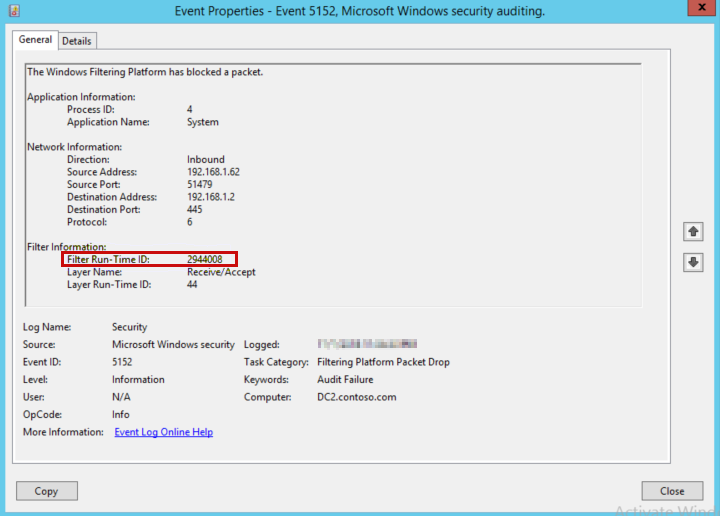 Event Properties - Event 5152, Microsoft Windows security auditing.
x
General Details
The Windows Filtering Platform has blocked a packet.
Application Information:
Process ID: 4
Application Name: System
Network Information:
Direction: Inbound
Source Address: 192.168.1.62
Source Port: 51479
Destination Address: 192.168.1.2
Destination Port: 445
Protocol: 6
Filter Information:
Filter Run-Time ID: 2944008
Layer Name: Receive/Accept
Layer Run-Time ID: 44
Log Name: Security
Source: Microsoft Windows security Logged:
Event ID: 5152 Task Category: Filtering Platform Packet Drop
Level: Information Keywords: Audit Failure
User: N/A Computer: DC2.contoso.com
OpCode: Info
More Information: Event Log Online Help
Copy Close